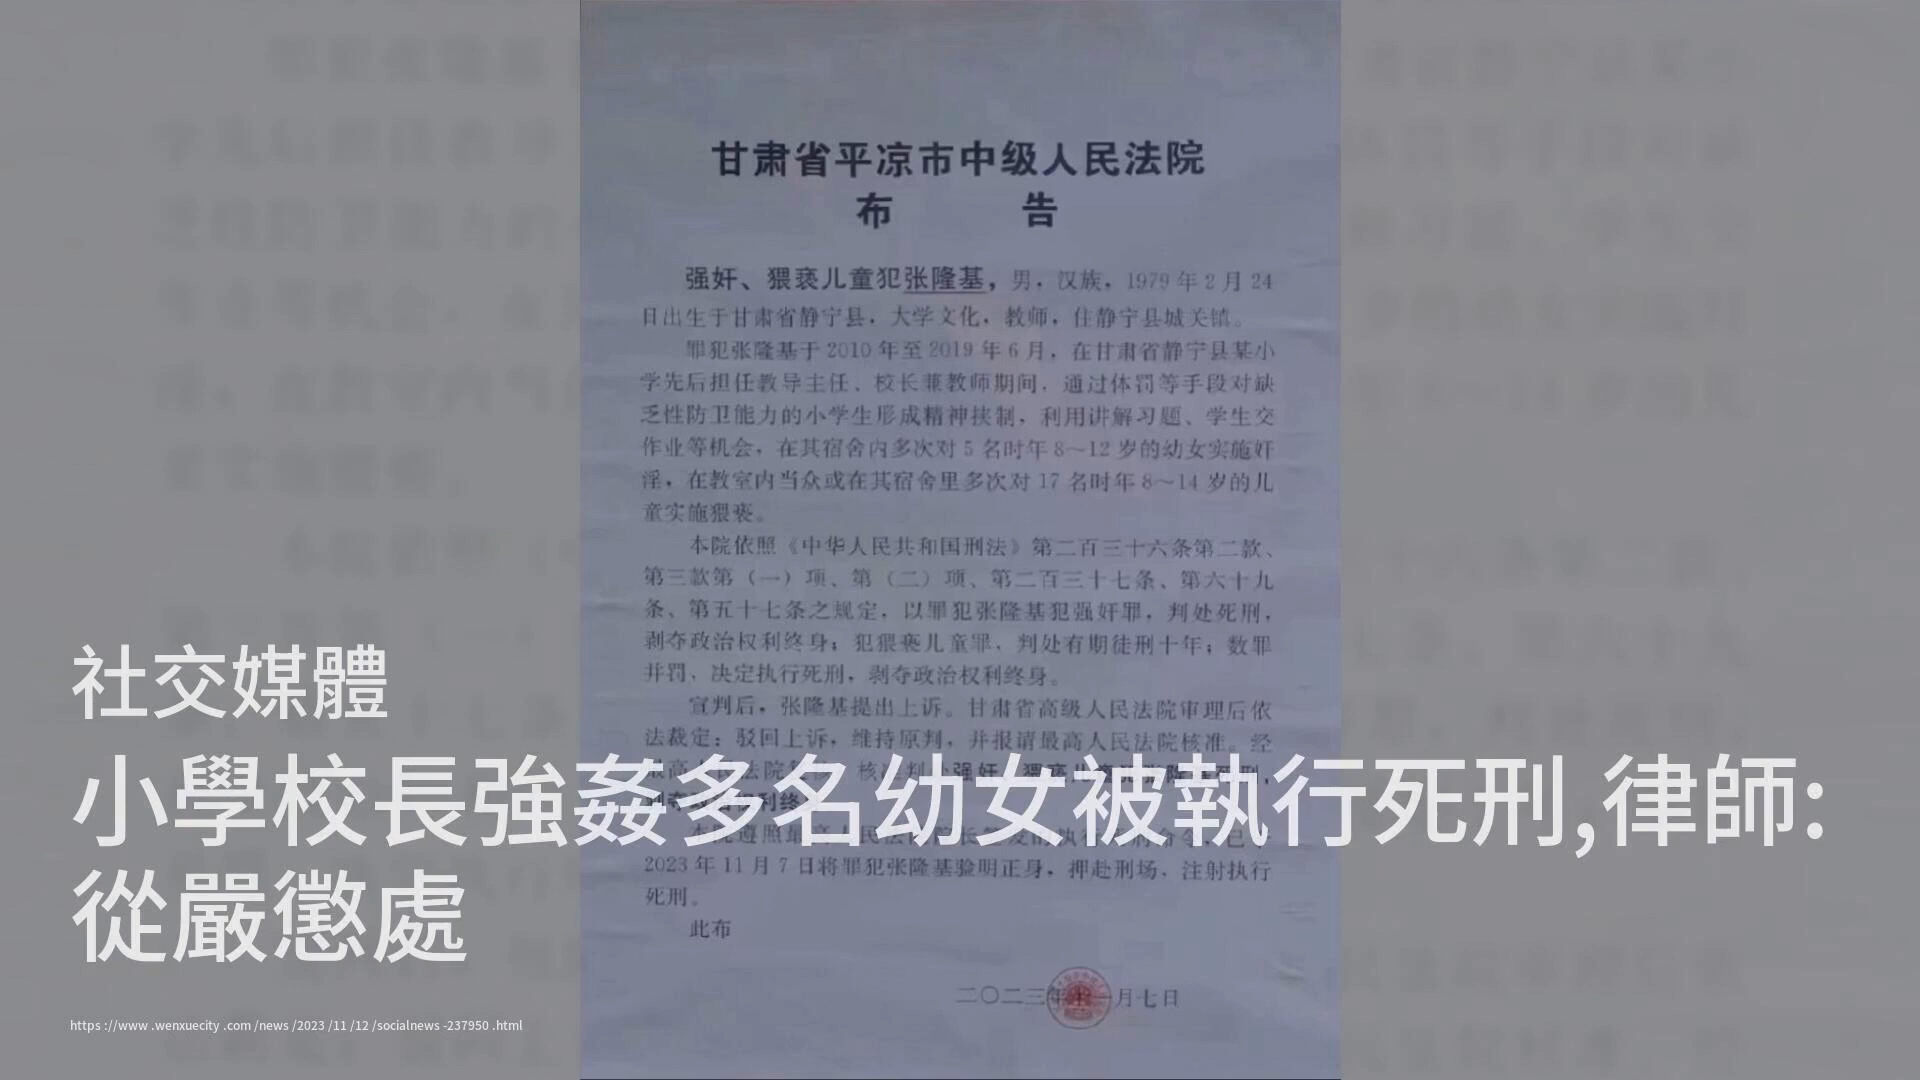 甘肃省平凉市中级人民法院
布 告
强奸、猥亵儿童犯张隆基，男，汉族，1979年2月24
日出生于甘肃省静宁县，大学文化，教师，住静宁县城关镇。
罪犯张隆基于2010年至2019年6月，在甘肃省静宁县某小
学先后担任教导主任、校长兼教师期间，通过体罚等手段对缺
乏性防卫能力的小学生形成精神挟制，利用讲解习题、学生交
作业等机会，在其宿舍内多次对5名时年8～12岁的幼女实施奸
淫，在教室内当众或在其宿舍里多次对17名时年8～14岁的儿
童实施猥亵。
本院依照《中华人民共和国刑法》第二百三十六条第二款、
第三款第（一）项、第（二）项、第二百三十七条、第六十九
条、第五十七条之规定，以罪犯张隆基犯强奸罪，判处死刑，
剥夺政治权利终身；犯猥亵儿童罪，判处有期徒刑十年；数罪
并罚，决定执行死刑，剥夺政治权利终身。
宣判后，张隆基提出上诉。甘肃省高级人民法院审理后依
法裁定：驳回上诉，维持原判，并报请最高人民法院核准。经
2023年11月7日将罪犯张隆基验明正身，押赴刑场，注射执行
死刑。
此布
二〇二三年十一月七日
社交媒體
小學校長強姦多名幼女被執行死刑,律師:
從嚴懲處
https://www.wenxuecity.com/news/2023/11/12/socialnews-237950.html